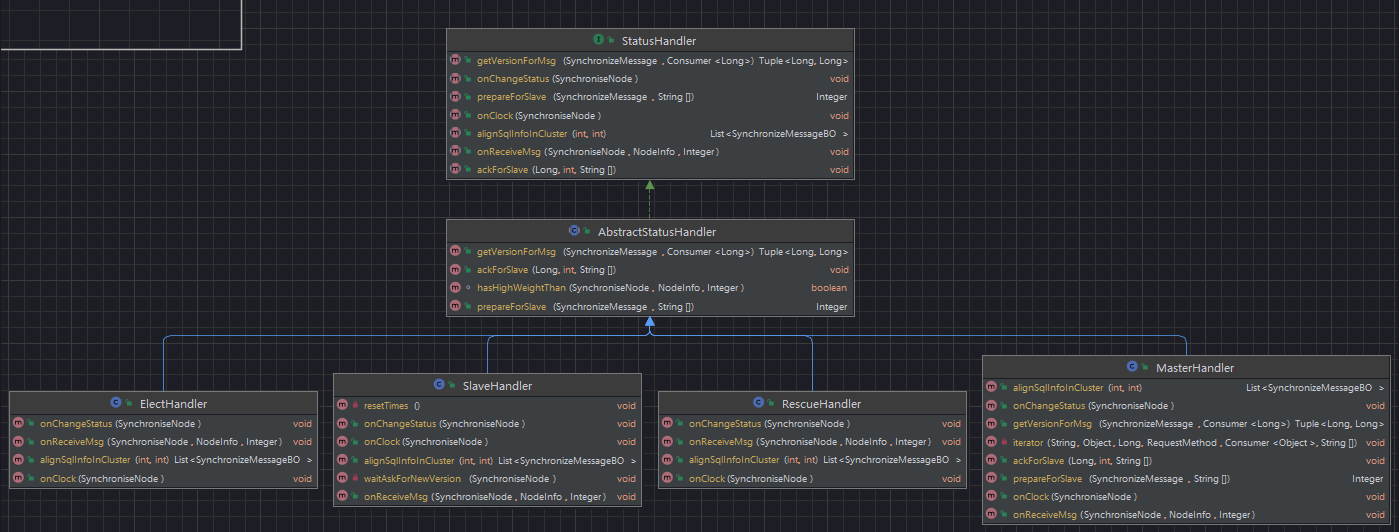 StatusHandler
getVersionForMsg (SynchronizeMessage , Consumer <Long>) Tuple<Long, Long>
onChangeStatus (SynchroniseNode ) void
prepareForSlave (SynchronizeMessage , String []) Integer
onClock (SynchroniseNode ) void
alignSqlInfoInCluster (int, int) List <SynchronizeMessageBO >
onReceiveMsg (SynchroniseNode , NodeInfo , Integer ) void
ackForSlave (Long, int, String []) void
AbstractStatusHandler
getVersionForMsg (SynchronizeMessage , Consumer <Long>) Tuple<Long, Long>
ackForSlave (Long, int, String []) void
hasHighWeightThan (SynchroniseNode , NodeInfo , Integer ) boolean
prepareForSlave (SynchronizeMessage , String []) Integer
ElectHandler
onChangeStatus (SynchroniseNode ) void
onReceiveMsg (SynchroniseNode , NodeInfo , Integer ) void
alignSqlInfoInCluster (int, int) List <SynchronizeMessageBO >
onClock (SynchroniseNode ) void
SlaveHandler
resetTimes () void
onChangeStatus (SynchroniseNode ) void
onClock (SynchroniseNode ) void
alignSqlInfoInCluster (int, int) List <SynchronizeMessageBO >
waitAskForNewVersion (SynchroniseNode ) void
onReceiveMsg (SynchroniseNode , NodeInfo , Integer ) void
RescueHandler
onChangeStatus (SynchroniseNode ) void
onReceiveMsg (SynchroniseNode , NodeInfo , Integer ) void
alignSqlInfoInCluster (int, int) List <SynchronizeMessageBO >
onClock (SynchroniseNode ) void
MasterHandler
alignSqlInfoInCluster (int, int) List <SynchronizeMessageBO >
onChangeStatus (SynchroniseNode ) void
getVersionForMsg (SynchronizeMessage , Consumer <Long>) Tuple<Long, Long>
iterator (String, Object , Long, RequestMethod , Consumer <Object >, String []) void
ackForSlave (Long, int, String []) void
prepareForSlave (SynchronizeMessage , String []) Integer
onClock (SynchroniseNode ) void
onReceiveMsg (SynchroniseNode , NodeInfo , Integer ) void